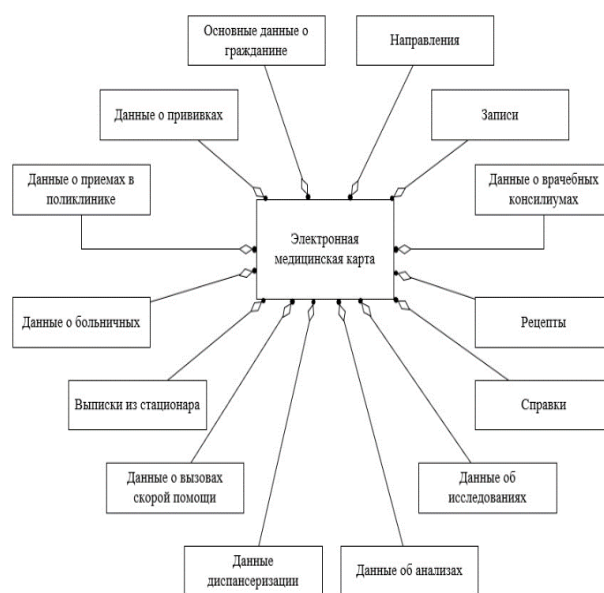 Основные данные о
гражданине
Направления
Данные о прививках
Записи
Данные о приемах в
поликлинике
Данные о врачебных
консилиумах
Электронная
медицинская карта
Данные о больничных
Рецепты
Выписки из стационара
Справки
Данные о вызовах
скорой помощи
Данные об
исследованиях
Данные
диспансеризации
Данные об анализах